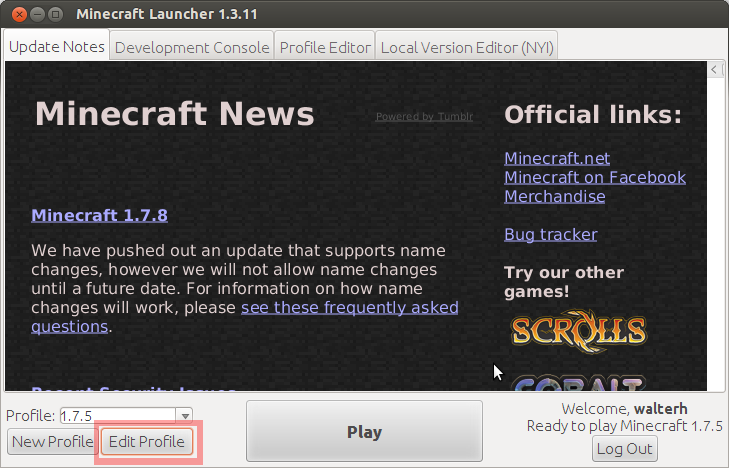 Minecraft Launcher 1.3.11
Update Notes Development Console Profile Editor Local Version Editor (NYI)
Minecraft News
Powered by Tumblr
Minecraft 1.7.8
We have pushed out an update that supports name
changes, however we will not allow name changes
until a future date. For information on how name
changes will work, please see these frequently asked
questions.
Recent Security Issues
Official links:
Minecraft.net
Minecraft on Facebook
Merchandise
Bug tracker
Try our other
games!
SCROLLS
COBALT
Profile: 1.7.5
New Profile Edit Profile
Play
Welcome, walterh
Ready to play Minecraft 1.7.5
Log Out